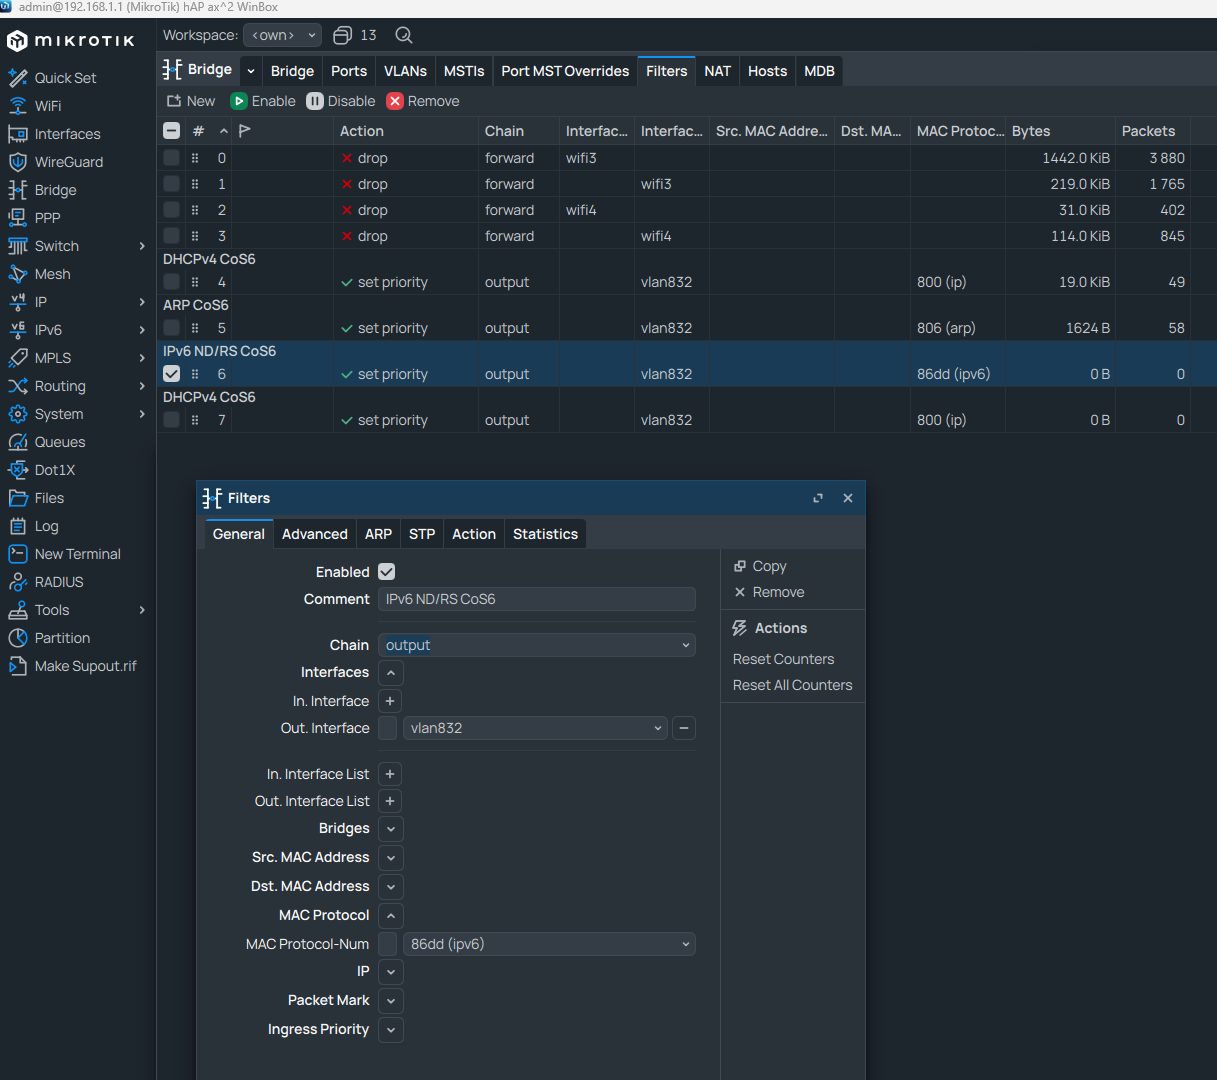 admin@192.168.1.1 (MikroTik) hAP ax^2 WinBox
MIKROTIK
Workspace: <own> 13
Bridge Bridge Ports VLANs MSTIs Port MST Overrides Filters NAT Hosts MDB
New Enable Disable Remove
# Action Chain Interfac... Interfac... Src. MAC Addre... Dst. MA... MAC Protoc... Bytes Packets
0 drop forward wifi3 1442.0 KiB 3 880
1 drop forward wifi3 219.0 KiB 1 765
2 drop forward wifi4 31.0 KiB 402
3 drop forward wifi4 114.0 KiB 845
DHCPv4 CoS6
4 set priority output vlan832 800 (ip) 19.0 KiB 49
ARP CoS6
5 set priority output vlan832 806 (arp) 1624 B 58
IPv6 ND/RS CoS6
6 set priority output vlan832 86dd (ipv6) 0 B 0
DHCPv4 CoS6
7 set priority output vlan832 800 (ip) 0 B 0
Quick Set
WiFi
Interfaces
WireGuard
Bridge
PPP
Switch
Mesh
v4 IP
v6 IPv6
MPLS
Routing
System
Queues
Dot1X
Files
Log
New Terminal
RADIUS
Tools
Partition
Make Supout.rif
Filters
General Advanced ARP STP Action Statistics
Enabled
Comment IPv6 ND/RS CoS6
Chain output
Interfaces
In. Interface
Out. Interface vlan832
In. Interface List
Out. Interface List
Bridges
Src. MAC Address
Dst. MAC Address
MAC Protocol
MAC Protocol-Num 86dd (ipv6)
IP
Packet Mark
Ingress Priority
Copy
Remove
Actions
Reset Counters
Reset All Counters